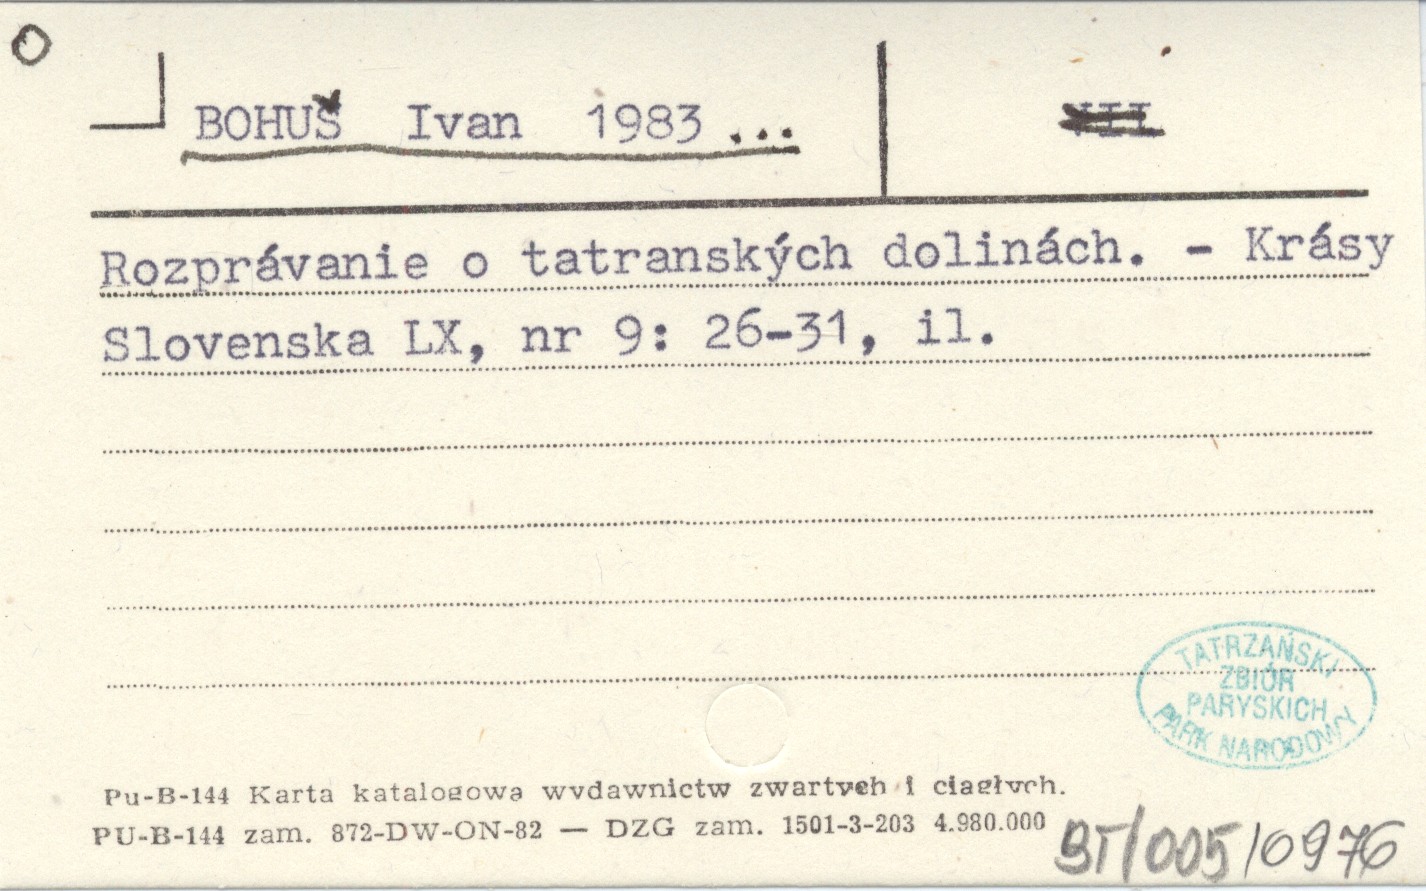 BOHUŠ Ivan 1983 ...
Rozprávanie o tatranských dolinách. - Krásy
Slovenska LX, nr 9: 26-31, il.
TATRZAŃSKI
ZBIÓR
PARYSKICH
PARK NARODOWY
Pu-B-144 Karta katalogowa wydawnictw zwartych i ciągłych.
PU-B-144 zam. 872-DW-ON-82 — DZG zam. 1501-3-203 4.980.000
BT/005/0976